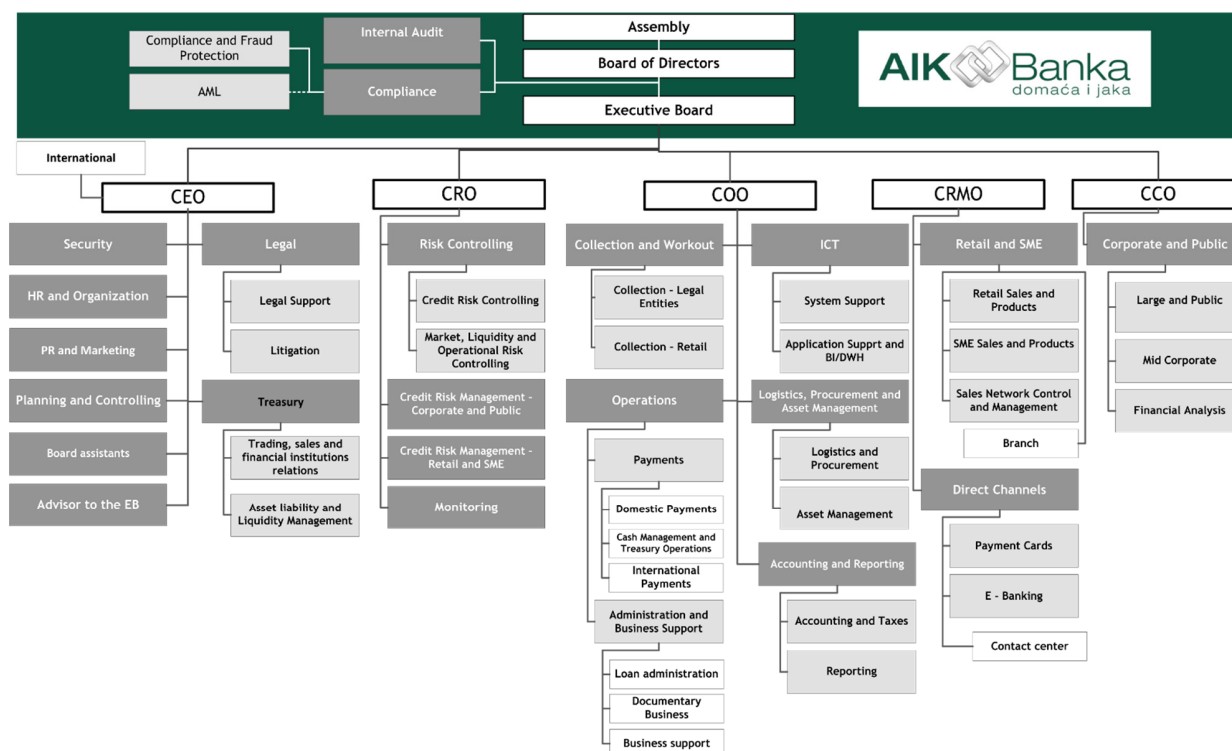 Assembly
Internal Audit
Compliance and Fraud
Protection
Board of Directors
AIK Banka
domaća i jaka
AML
Compliance
Executive Board
International
CEO
CRO
COO
CRMO
CCO
Security
Legal
Risk Controlling
Collection and Workout
ICT
Retail and SME
Corporate and Public
HR and Organization
Legal Support
Credit Risk Controlling
Collection - Legal
Entities
System Support
Retail Sales and
Products
Large and Public
PR and Marketing
Litigation
Market, Liquidity and
Operational Risk
Controlling
Collection - Retail
Application Supprt and
BI/DWH
SME Sales and Products
Mid Corporate
Planning and Controlling
Treasury
Credit Risk Management -
Corporate and Public
Operations
Logistics, Procurement and
Asset Management
Sales Network Control
and Management
Financial Analysis
Board assistants
Trading, sales and
financial institutions
relations
Credit Risk Management -
Retail and SME
Payments
Logistics and
Procurement
Branch
Advisor to the EB
Asset liability and
Liquidity Management
Monitoring
Domestic Payments
Asset Management
Direct Channels
Cash Management and
Treasury Operations
Payment Cards
International
Payments
Accounting and Reporting
E - Banking
Administration and
Business Support
Accounting and Taxes
Contact center
Loan administration
Reporting
Documentary
Business
Business support